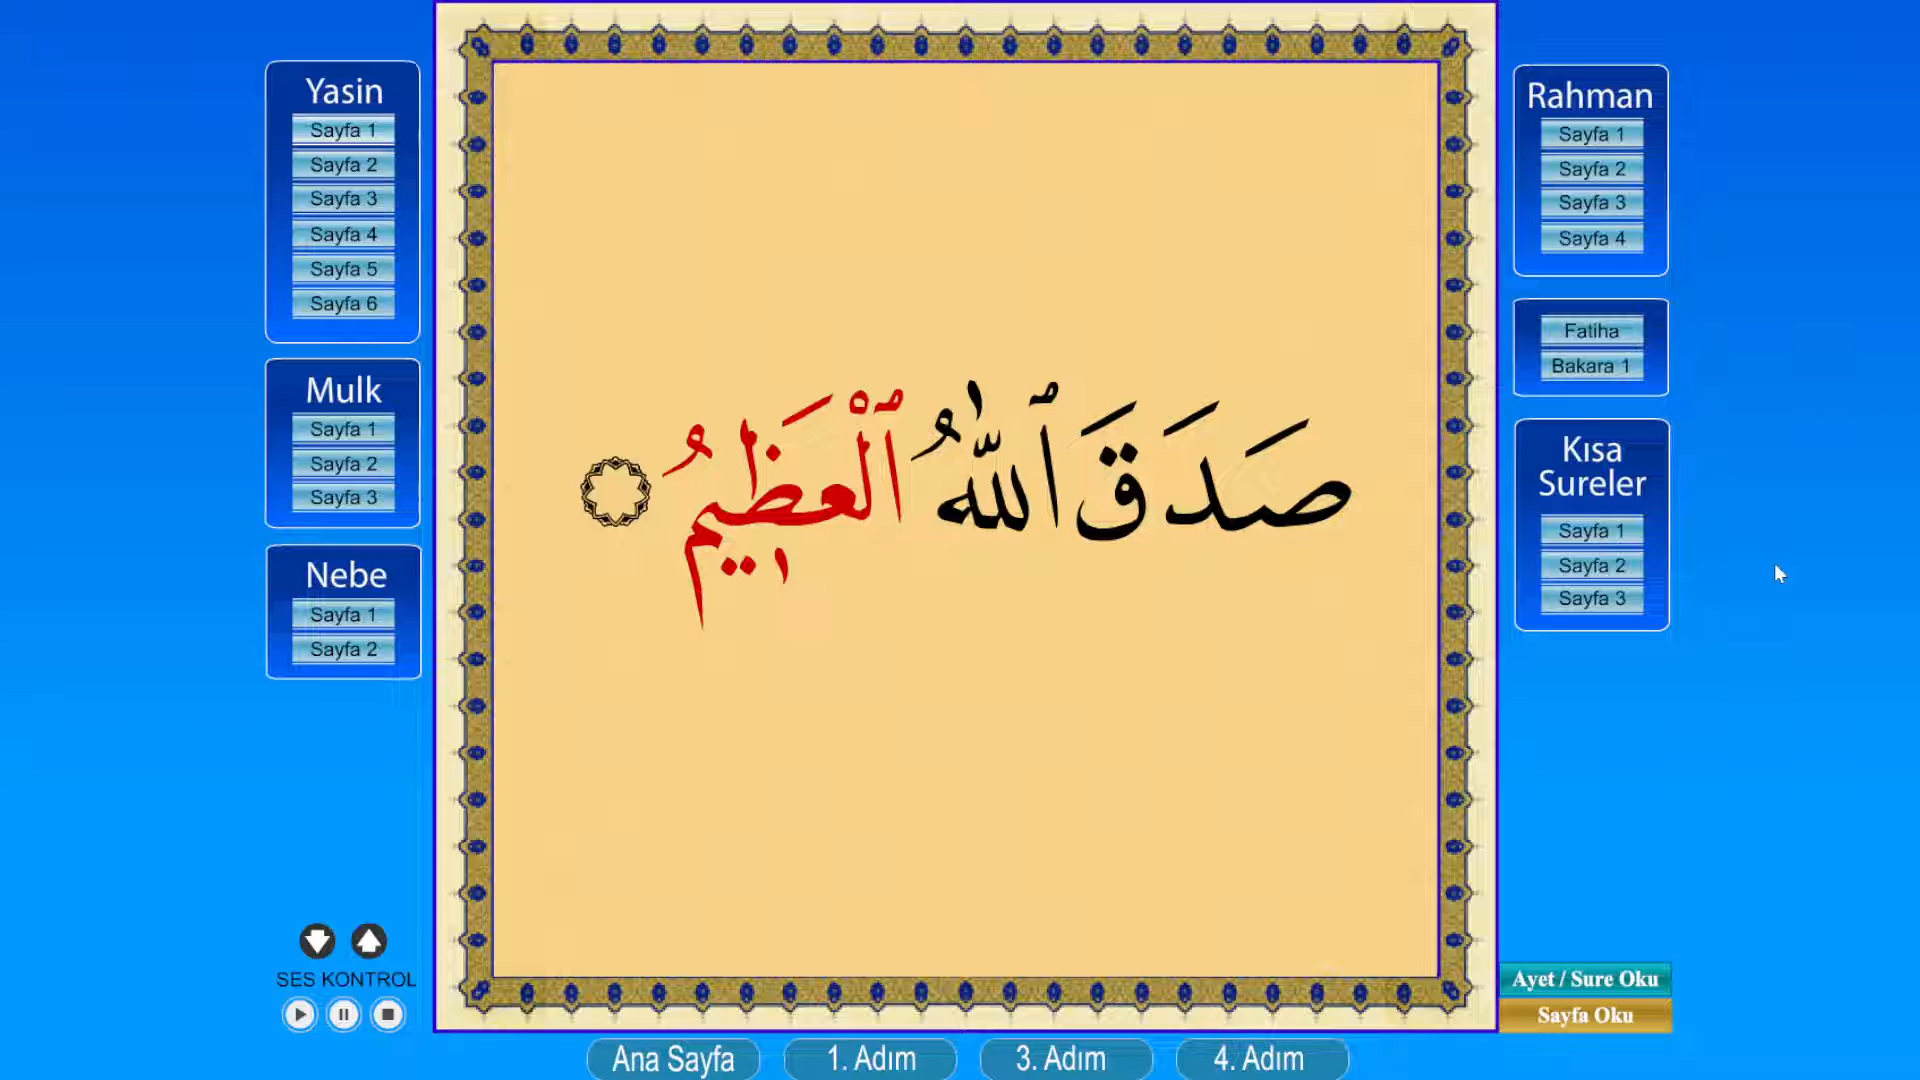 Yasin
Sayfa 1
Sayfa 2
Sayfa 3
Sayfa 4
Sayfa 5
Sayfa 6
Mulk
Sayfa 1
Sayfa 2
Sayfa 3
Nebe
Sayfa 1
Sayfa 2
SES KONTROL
صَدَقَ ٱللّٰهُ ٱلْعَظِيمُ
Rahman
Sayfa 1
Sayfa 2
Sayfa 3
Sayfa 4
Fatiha
Bakara 1
Kısa
Sureler
Sayfa 1
Sayfa 2
Sayfa 3
Ayet / Sure Oku
Sayfa Oku
Ana Sayfa
1. Adım
3. Adım
4. Adım